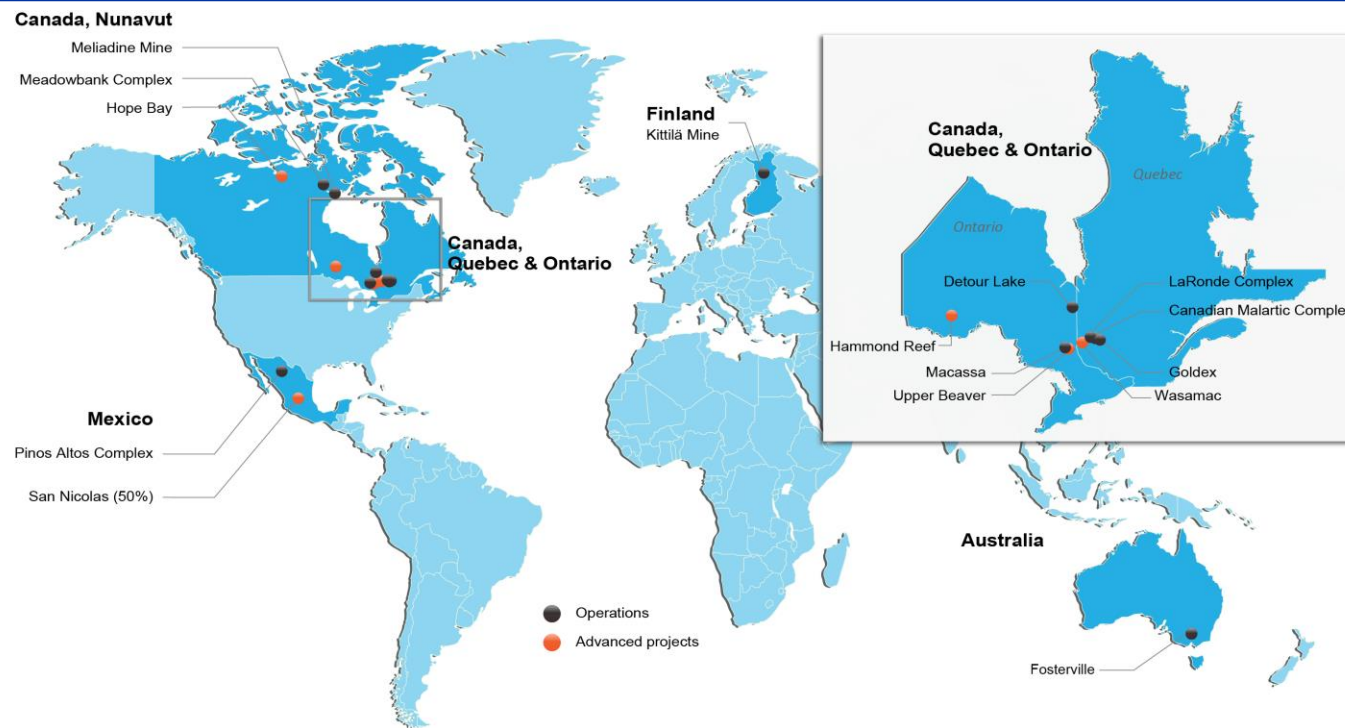 Canada, Nunavut
Meliadine Mine
Meadowbank Complex
Hope Bay
Finland
Kittilä Mine
Canada,
Quebec & Ontario
Mexico
Pinos Altos Complex
San Nicolas (50%)
Operations
Advanced projects
Canada,
Quebec & Ontario
Quebec
Ontario
Detour Lake
LaRonde Complex
Canadian Malartic Comple
Hammond Reef
Macassa
Goldex
Upper Beaver
Wasamac
Australia
Fosterville